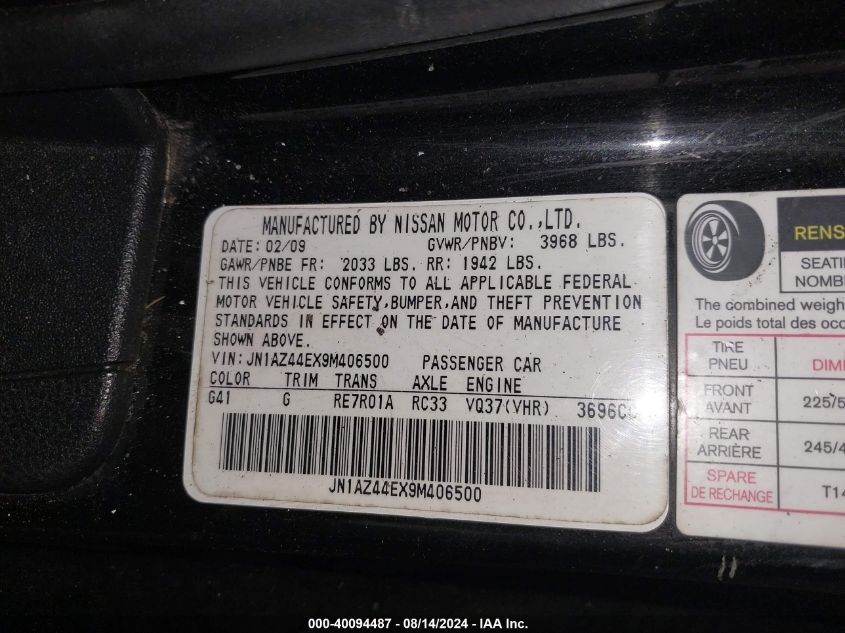 MANUFACTURED BY NISSAN MOTOR CO.,LTD.
DATE: 02/09 GVWR/PNBV: 3968 LBS.
GAWR/PNBE FR: 2033 LBS. RR: 1942 LBS.
THIS VEHICLE CONFORMS TO ALL APPLICABLE FEDERAL
MOTOR VEHICLE SAFETY,BUMPER,AND THEFT PREVENTION
STANDARDS IN EFFECT ON THE DATE OF MANUFACTURE
SHOWN ABOVE.
VIN: JN1AZ44EX9M406500 PASSENGER CAR
COLOR TRIM TRANS AXLE ENGINE
G41 G RE7R01A RC33 VQ37(VHR) 3696CC
JN1AZ44EX9M406500
RENS
SEATI
NOMB
The combined weigh
Le poids total des occ
TIRE
PNEU DIM
FRONT
AVANT 225/5
REAR
ARRIÈRE 245/4
SPARE
DE RECHANGE T14
000-40094487 - 08/14/2024 - IAA Inc.